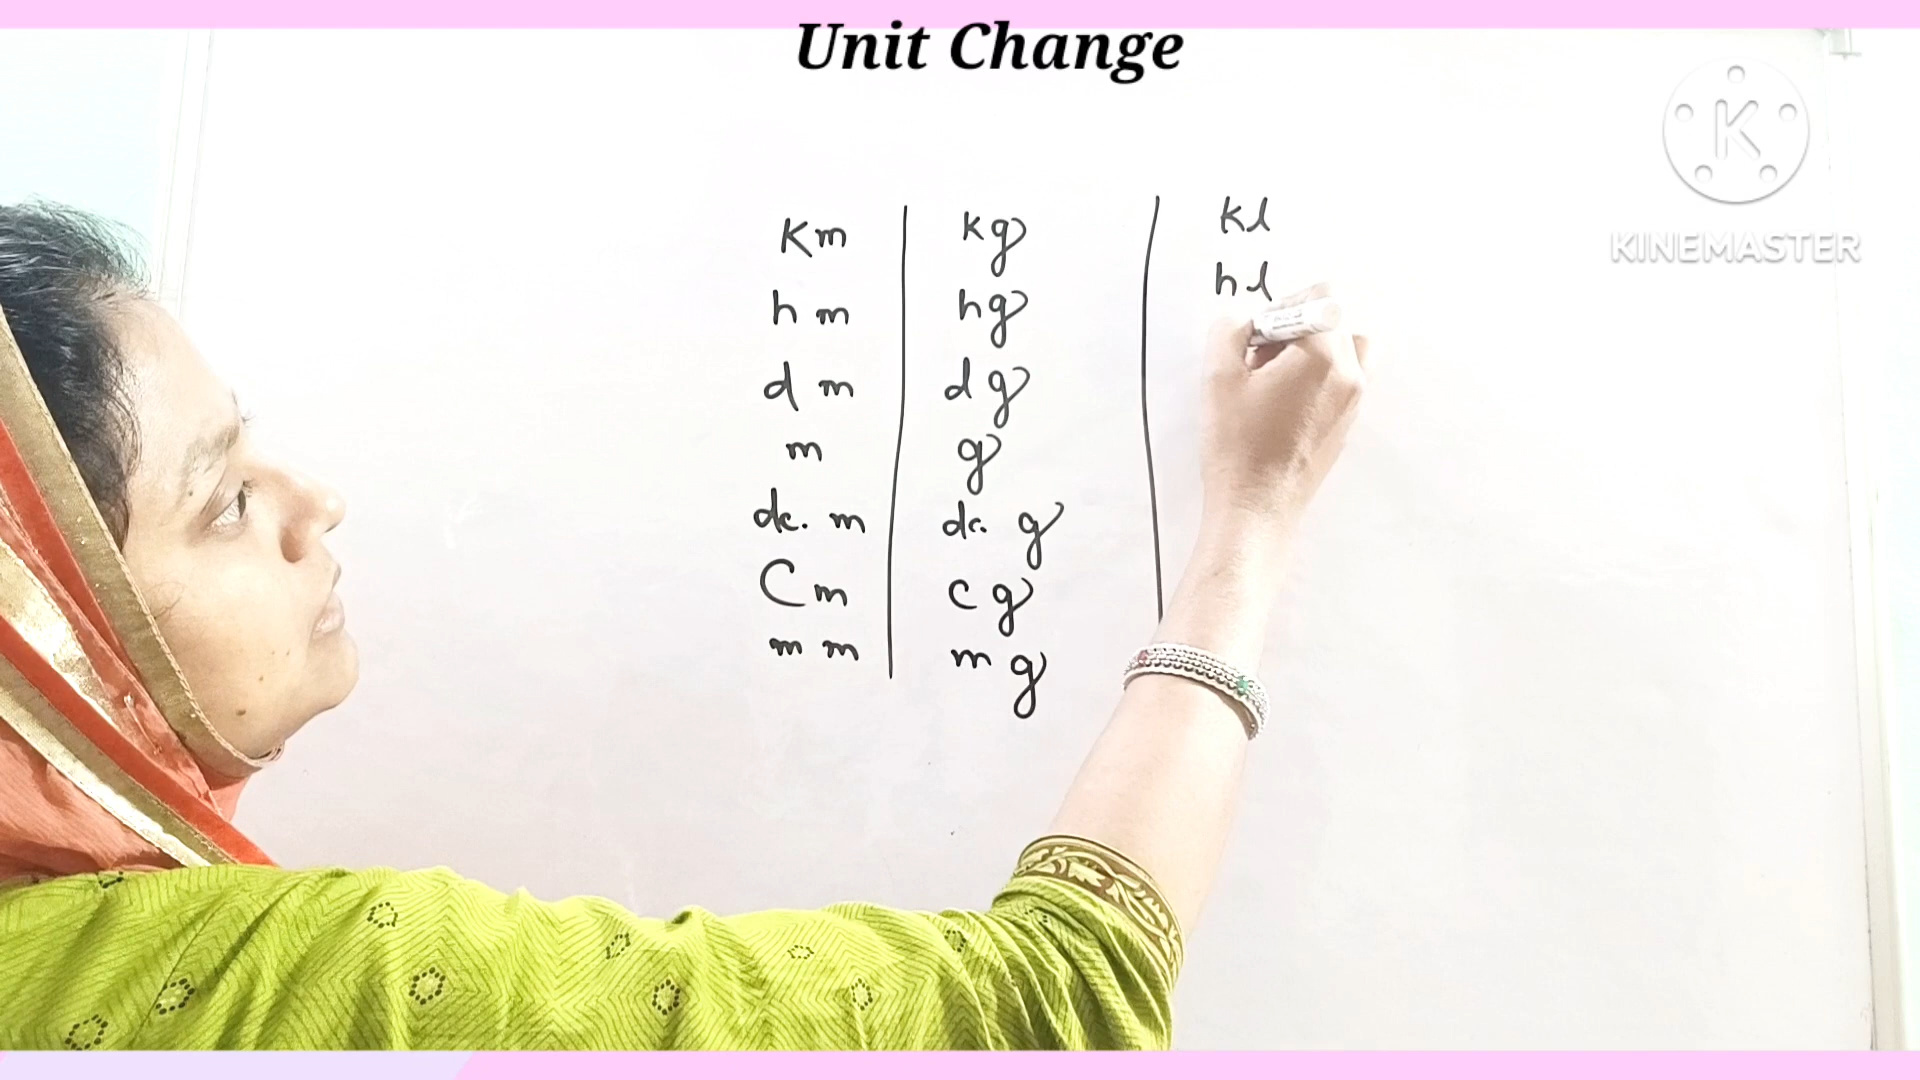 Unit Change
K
KINEMASTER
Km kg kl
hm hg hl
dm dg
m g
dc. m dc. g
Cm cg
mm mg